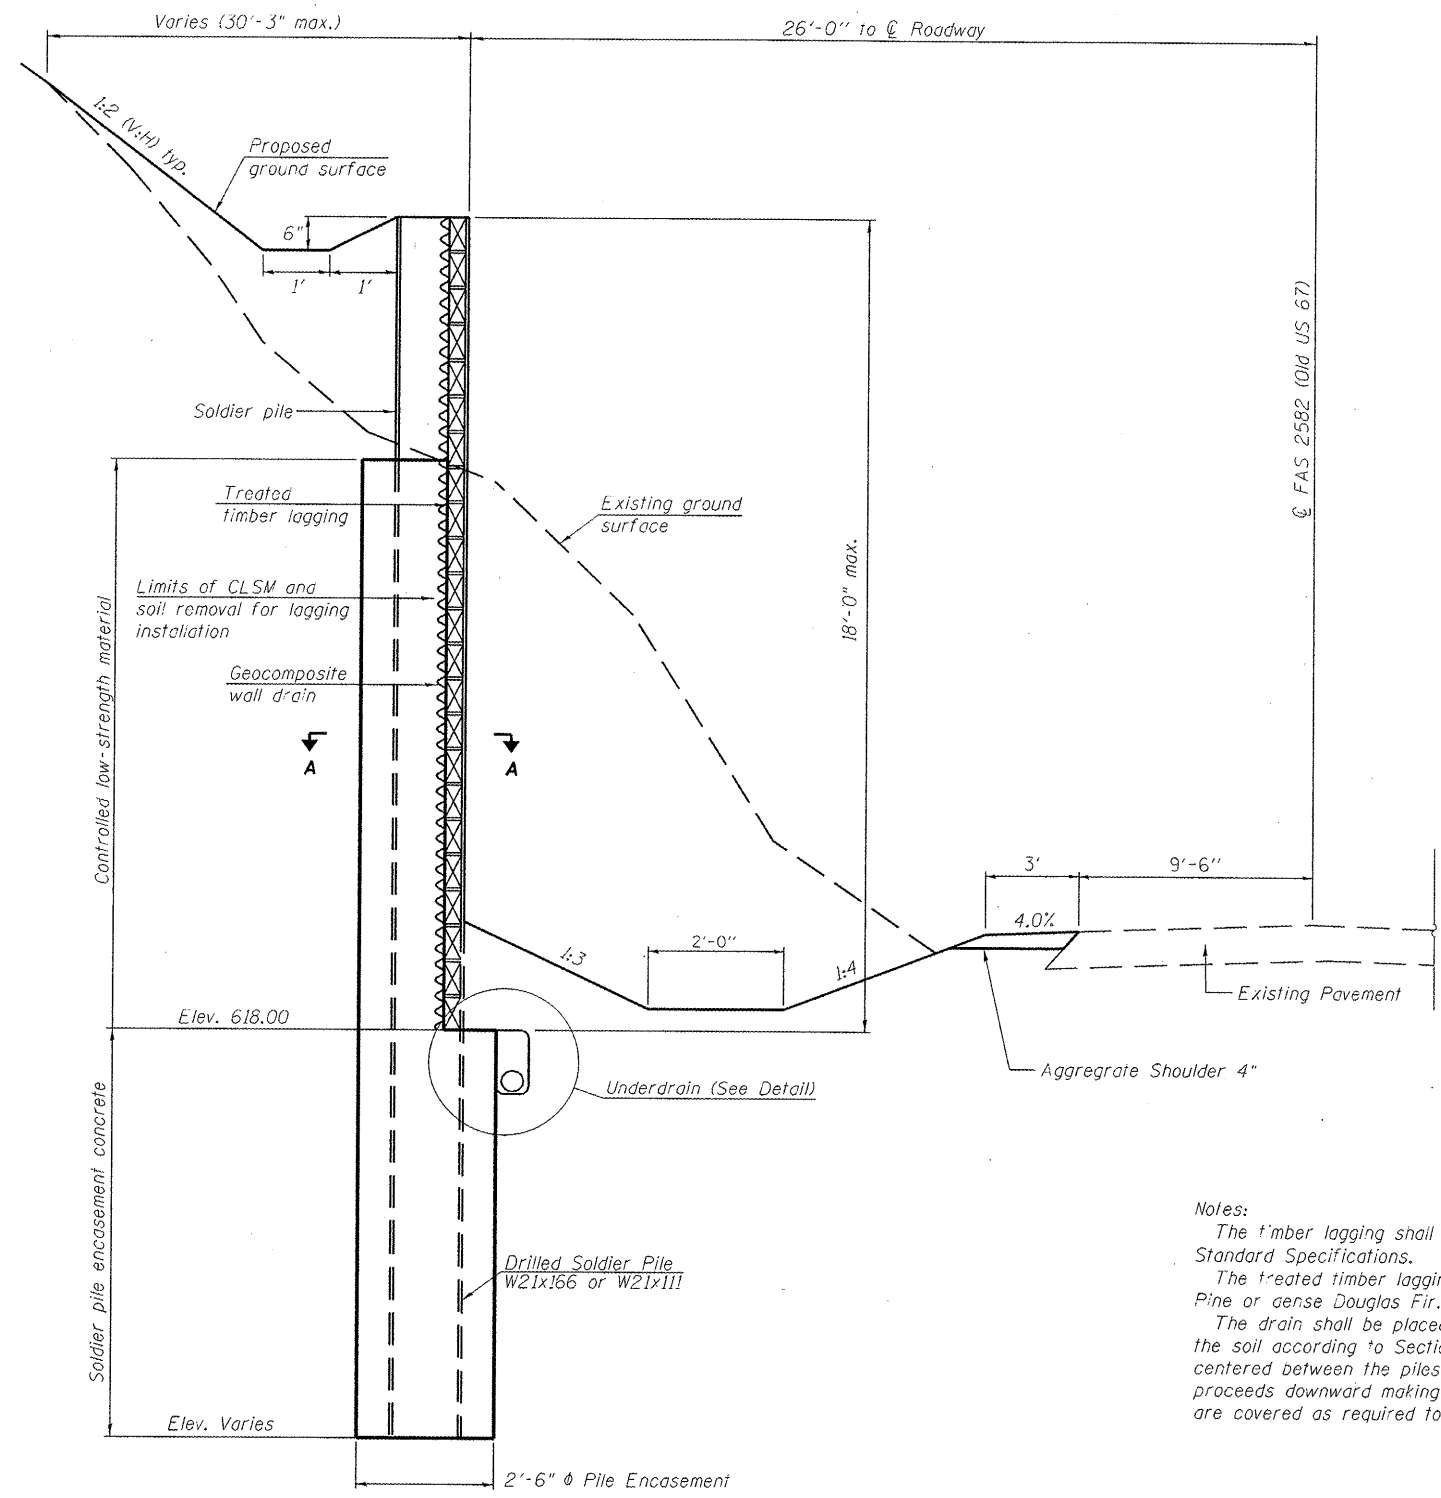 Varies (30'-3" max.)
26'-0" to ℄ Roadway
1:2 (V:H) typ.
Proposed
ground surface
6"
1'
1'
℄ FAS 2582 (Old US 67)
Soldier pile
Treated
timber lagging
Existing ground
surface
18'-0" max.
Limits of CLSM and
soil removal for lagging
installation
Controlled low-strength material
Geocomposite
wall drain
A
A
3'
9'-6"
4.0%
2'-0"
1:3
1:4
Existing Pavement
Elev. 618.00
Aggregrate Shoulder 4"
Underdrain (See Detail)
Soldier pile encasement concrete
Notes:
The timber lagging shall
Standard Specifications.
The treated timber laggin
Pine or dense Douglas Fir.
The drain shall be placed
the soil according to Sectio
centered between the piles
proceeds downward making
are covered as required to
Drilled Soldier Pile
W21x166 or W21x111
Elev. Varies
2'-6" ϕ Pile Encasement